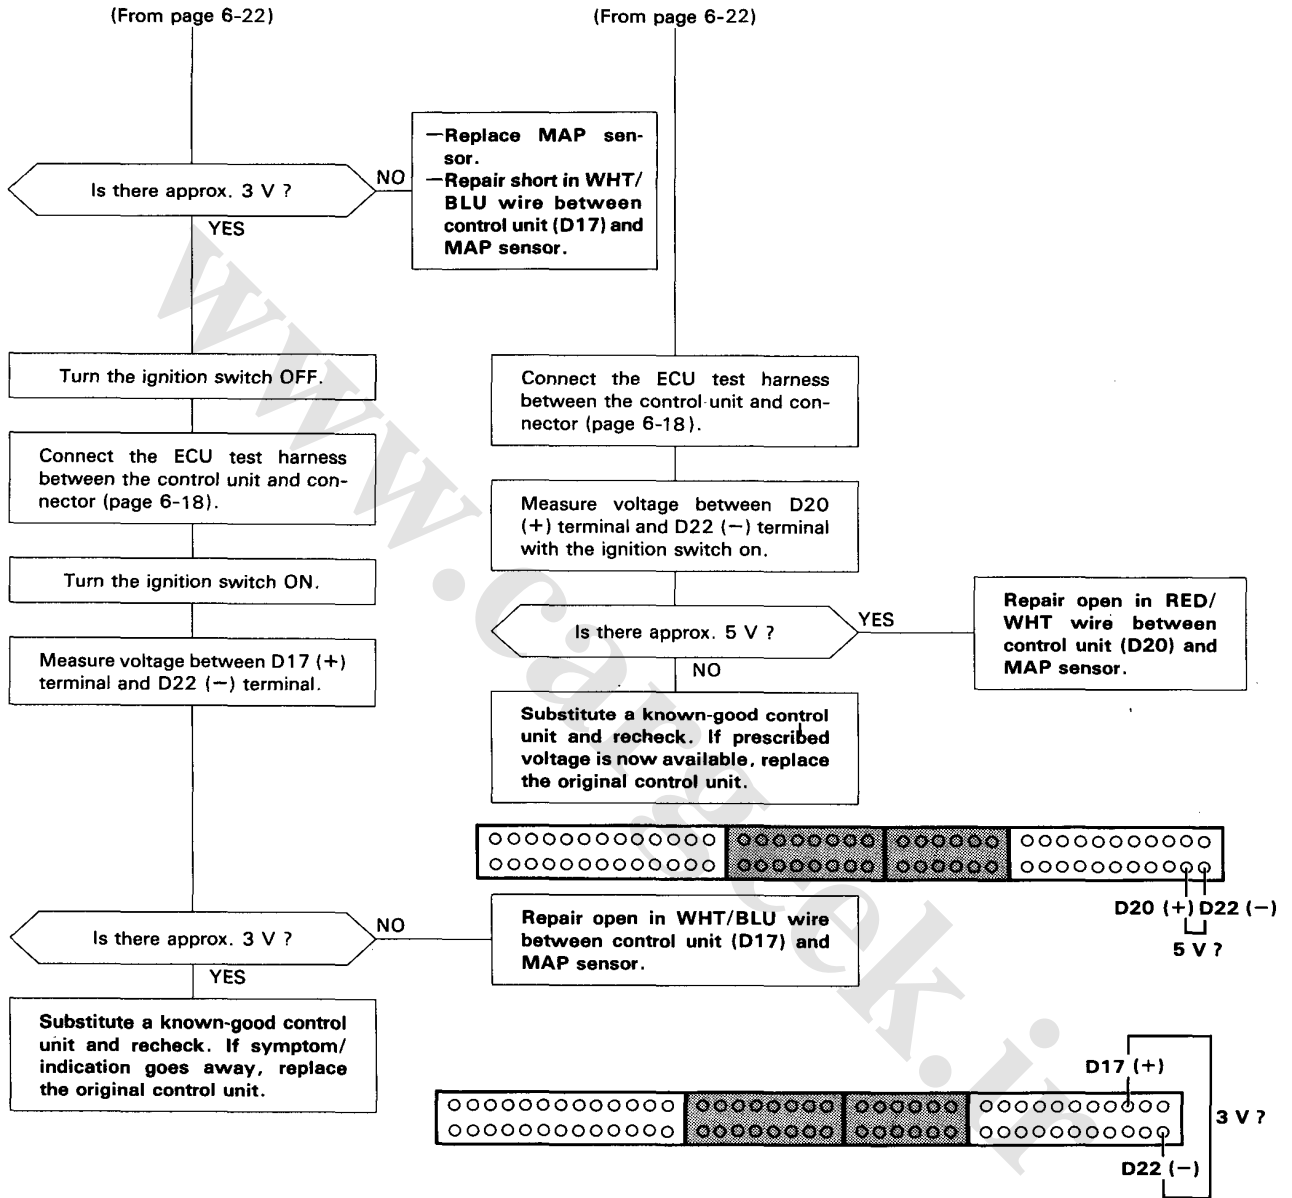 (From page 6-22)
(From page 6-22)
Is there approx. 3 V ?
NO
YES
—Replace MAP sen-
sor.
—Repair short in WHT/
BLU wire between
control unit (D17) and
MAP sensor.
Turn the ignition switch OFF.
Connect the ECU test harness
between the control unit and con-
nector (page 6-18).
Turn the ignition switch ON.
Measure voltage between D17 (+)
terminal and D22 (—) terminal.
Is there approx. 3 V ?
NO
YES
Repair open in WHT/BLU wire
between control unit (D17) and
MAP sensor.
Substitute a known-good control
unit and recheck. If symptom/
indication goes away, replace
the original control unit.
Connect the ECU test harness
between the control unit and con-
nector (page 6-18).
Measure voltage between D20
(+) terminal and D22 (—) terminal
with the ignition switch on.
Is there approx. 5 V ?
YES
NO
Repair open in RED/
WHT wire between
control unit (D20) and
MAP sensor.
Substitute a known-good control
unit and recheck. If prescribed
voltage is now available, replace
the original control unit.
D20 (+) D22 (—)
5 V ?
D17 (+)
3 V ?
D22 (—)
www.cargeek.ir